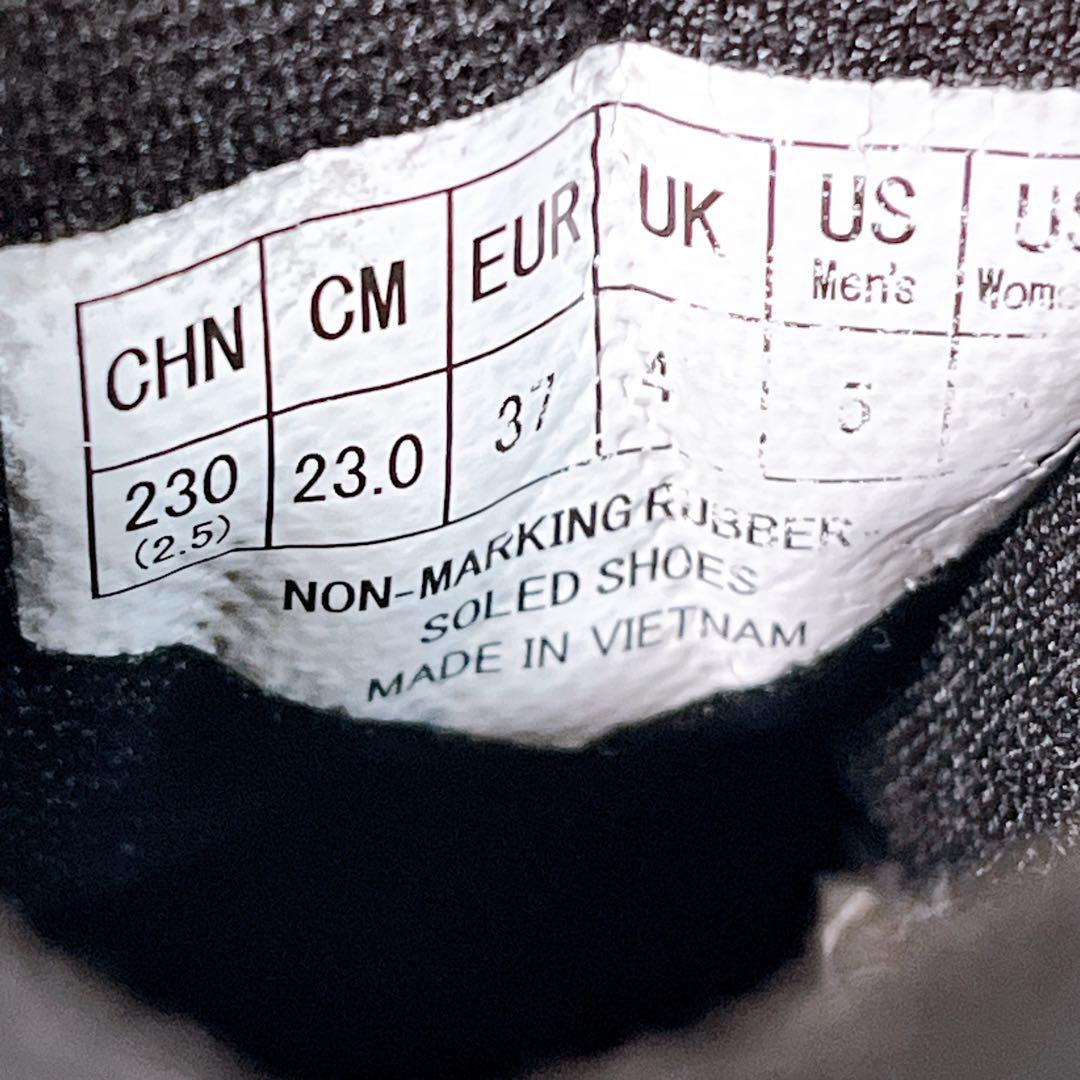 CHN CM EUR UK US US
Men's
230 23.0 37 4 5
(2.5)
NON-MARKING RUBBER
SOLED SHOES
MADE IN VIETNAM